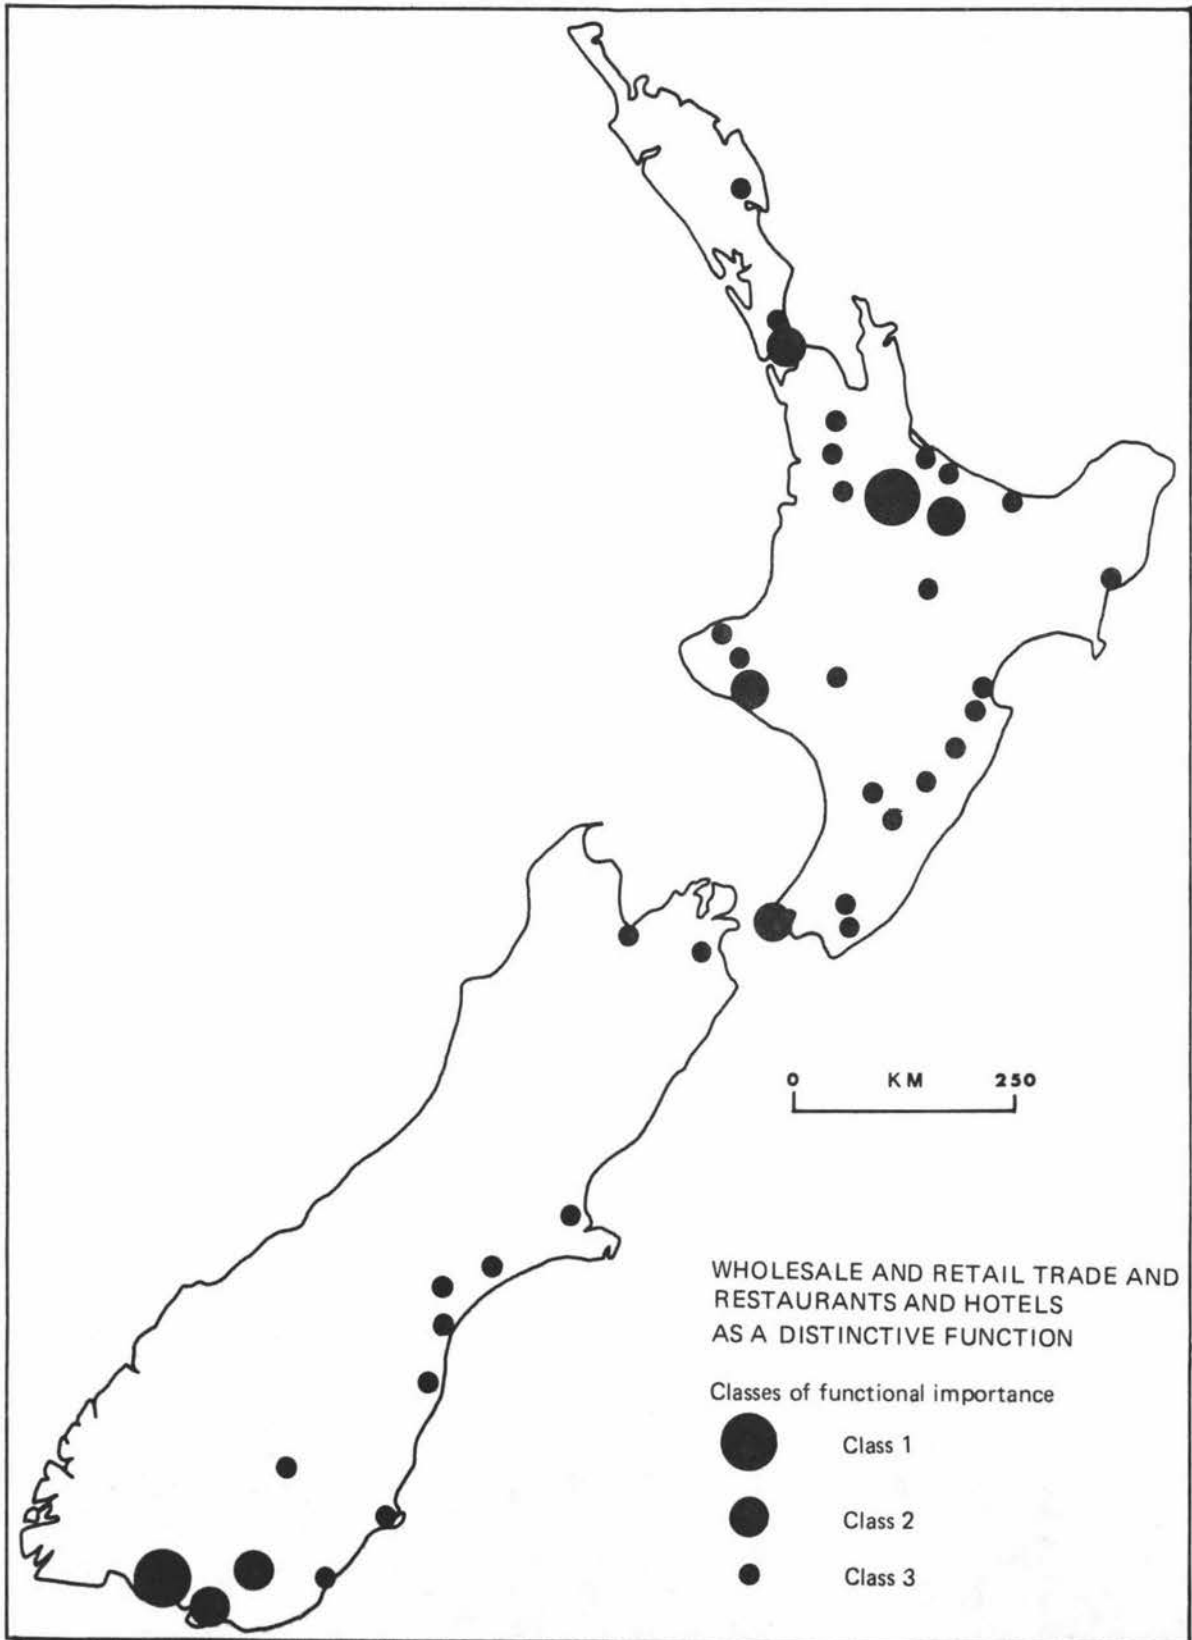 0 KM 250
WHOLESALE AND RETAIL TRADE AND
RESTAURANTS AND HOTELS
AS A DISTINCTIVE FUNCTION
Classes of functional importance
Class 1
Class 2
Class 3